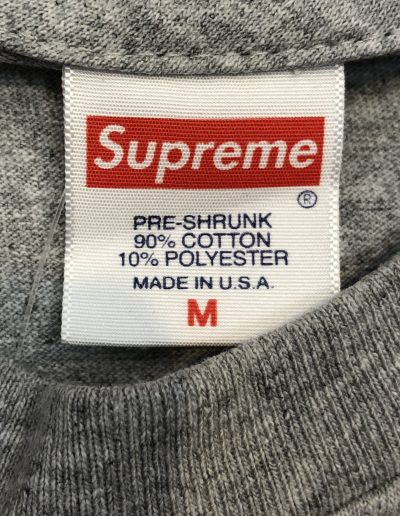 Supreme
®
PRE-SHRUNK
90% COTTON
10% POLYESTER
MADE IN U.S.A.
M